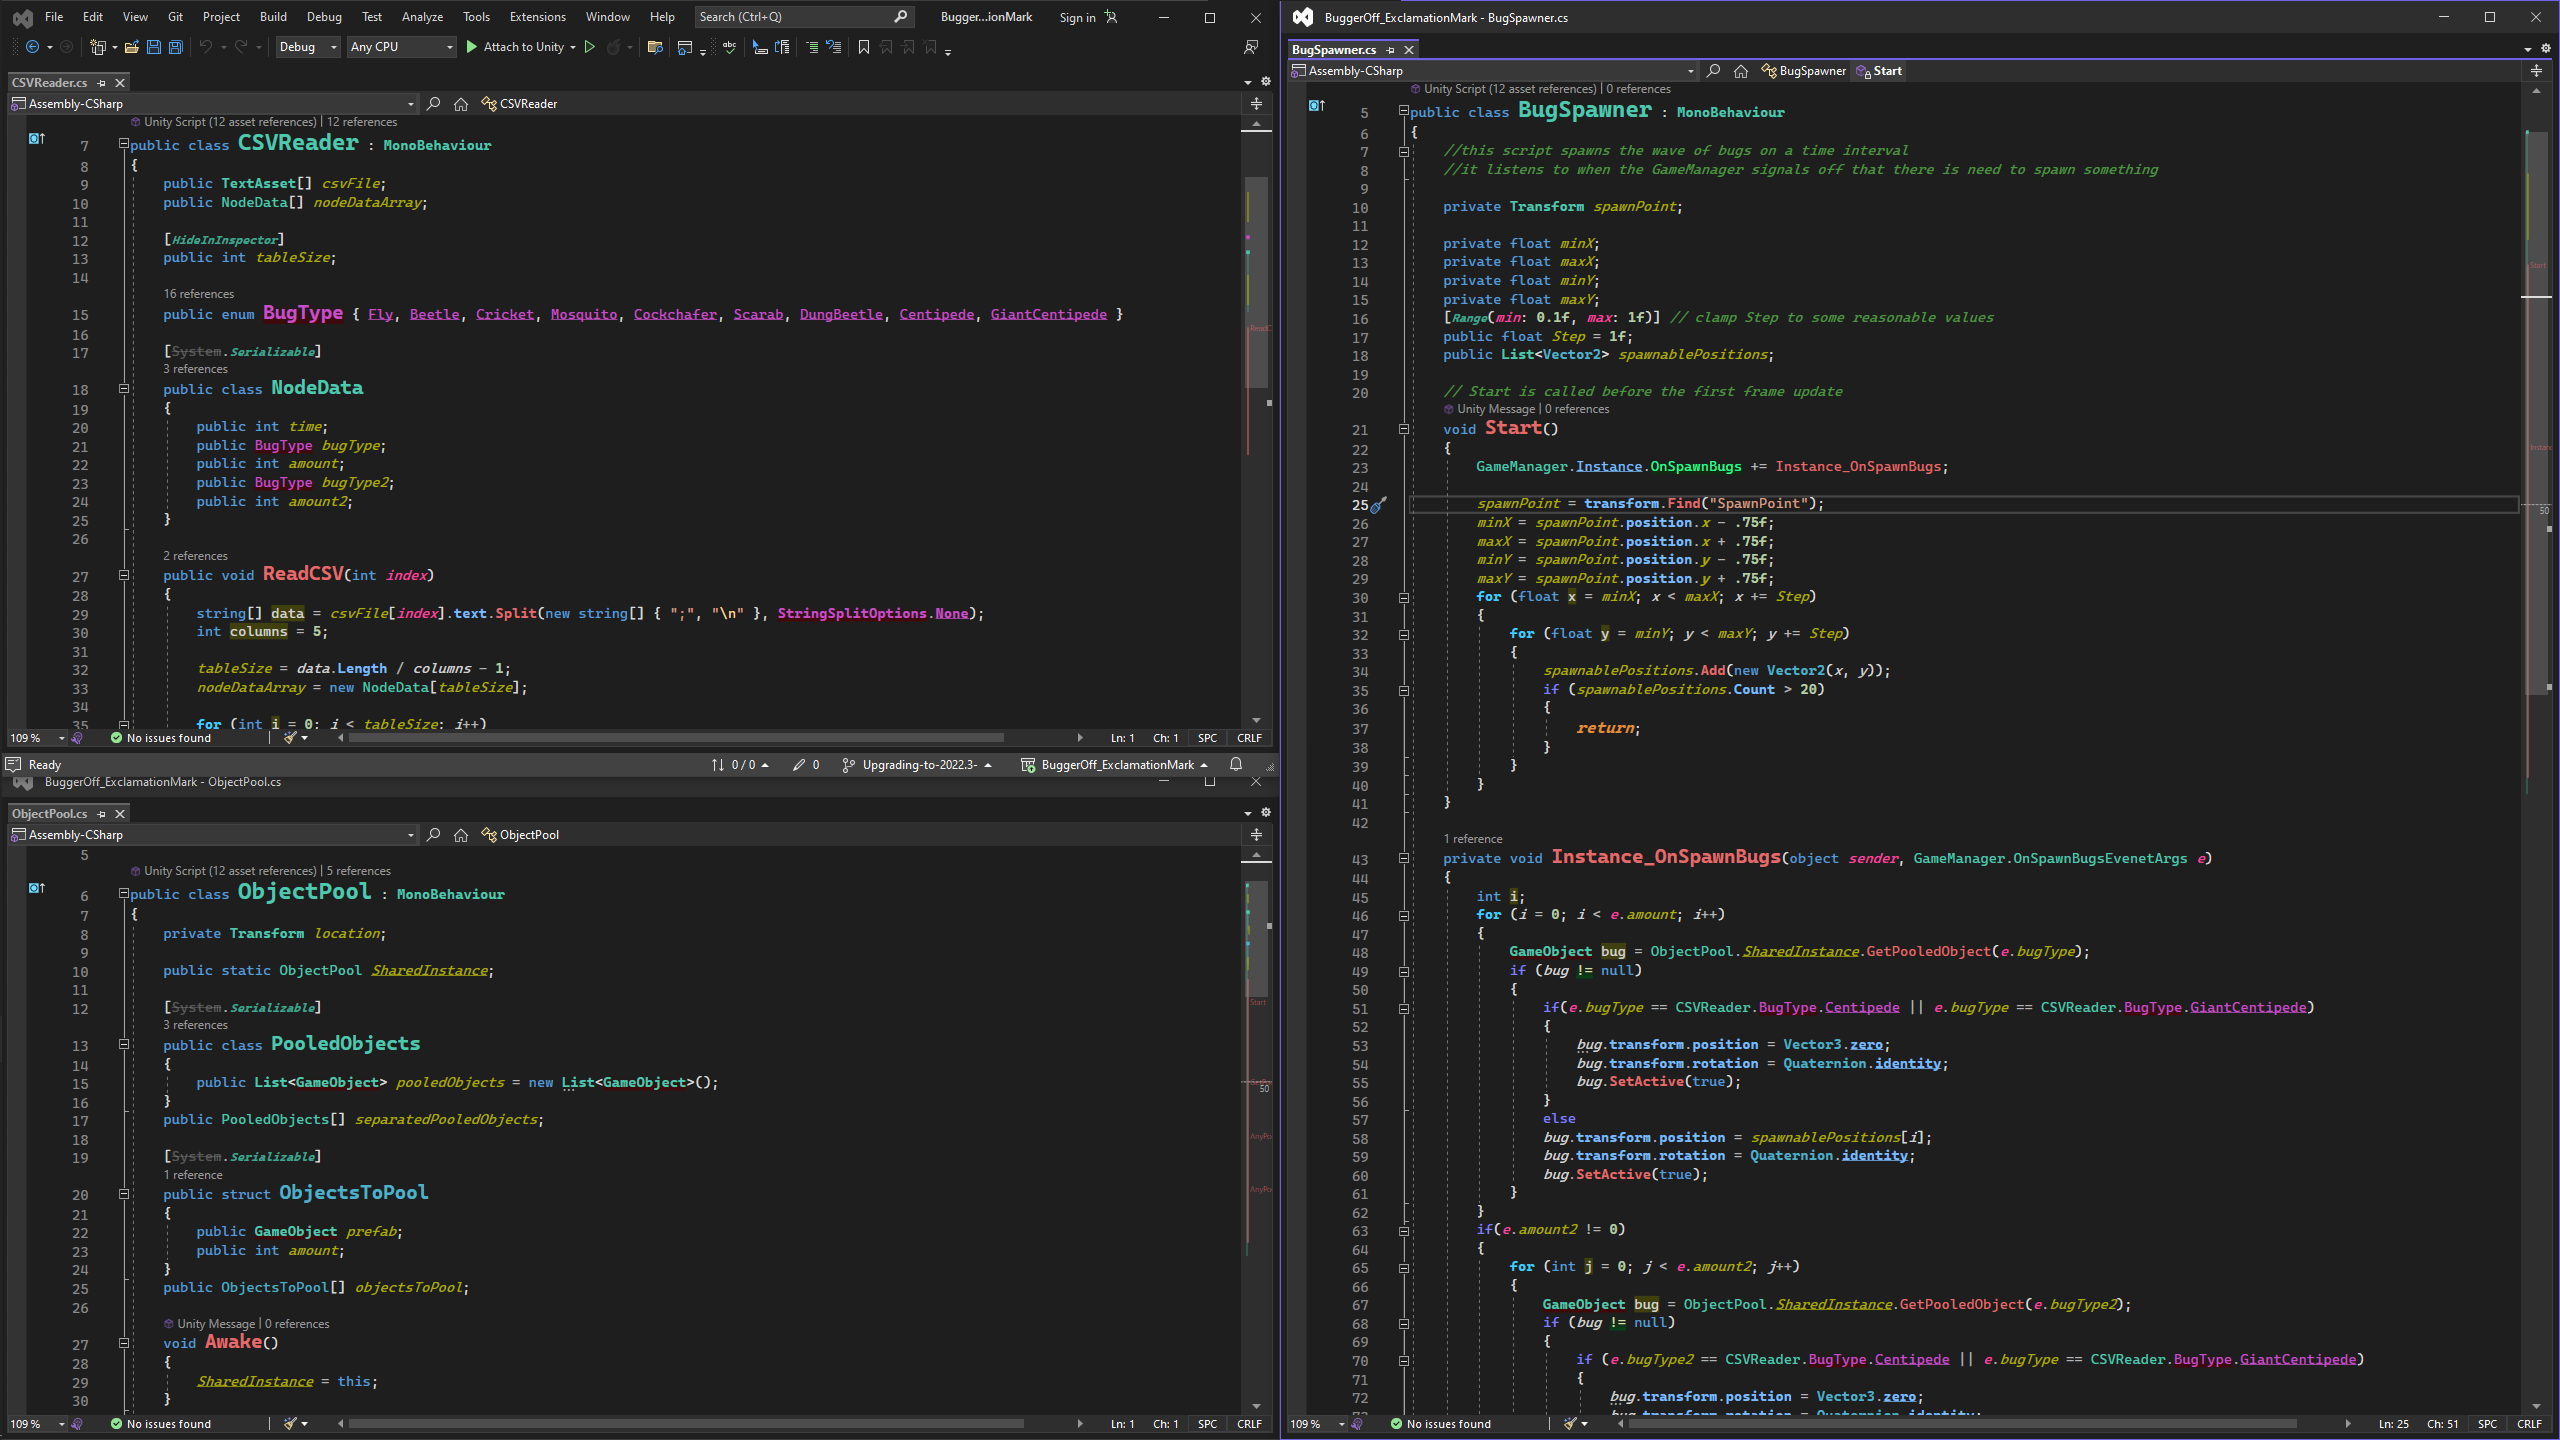 File Edit View Git Project Build Debug Test Analyze Tools Extensions Window Help Search (Ctrl+Q) Bugger...ionMark Sign in
Debug Any CPU Attach to Unity
CSVReader.cs
Assembly-CSharp CSVReader
Unity Script (12 asset references) | 12 references
7 public class CSVReader : MonoBehaviour
8 {
9 public TextAsset[] csvFile;
10 public NodeData[] nodeDataArray;
11
12 [HideInInspector]
13 public int tableSize;
14
16 references
15 public enum BugType { Fly, Beetle, Cricket, Mosquito, Cockchafer, Scarab, DungBeetle, Centipede, GiantCentipede }
16
17 [System.Serializable]
3 references
18 public class NodeData
19 {
20 public int time;
21 public BugType bugType;
22 public int amount;
23 public BugType bugType2;
24 public int amount2;
25 }
26
2 references
27 public void ReadCSV(int index)
28 {
29 string[] data = csvFile[index].text.Split(new string[] { ";", "\n" }, StringSplitOptions.None);
30 int columns = 5;
31
32 tableSize = data.Length / columns - 1;
33 nodeDataArray = new NodeData[tableSize];
34
35 for (int i = 0; i < tableSize; i++)
109 % No issues found Ln: 1 Ch: 1 SPC CRLF
Ready 0 / 0 0 Upgrading-to-2022.3- BuggerOff_ExclamationMark
BuggerOff_ExclamationMark - ObjectPool.cs
ObjectPool.cs
Assembly-CSharp ObjectPool
5
Unity Script (12 asset references) | 5 references
6 public class ObjectPool : MonoBehaviour
7 {
8 private Transform location;
9
10 public static ObjectPool SharedInstance;
11
12 [System.Serializable]
3 references
13 public class PooledObjects
14 {
15 public List<GameObject> pooledObjects = new List<GameObject>();
16 }
17 public PooledObjects[] separatedPooledObjects;
18
19 [System.Serializable]
1 reference
20 public struct ObjectsToPool
21 {
22 public GameObject prefab;
23 public int amount;
24 }
25 public ObjectsToPool[] objectsToPool;
26
Unity Message | 0 references
27 void Awake()
28 {
29 SharedInstance = this;
30 }
Start
50
109 % No issues found Ln: 1 Ch: 1 SPC CRLF
BuggerOff_ExclamationMark - BugSpawner.cs
BugSpawner.cs
Assembly-CSharp BugSpawner Start
Unity Script (12 asset references) | 0 references
5 public class BugSpawner : MonoBehaviour
6 {
7 //this script spawns the wave of bugs on a time interval
8 //it listens to when the GameManager signals off that there is need to spawn something
9
10 private Transform spawnPoint;
11
12 private float minX;
13 private float maxX;
14 private float minY;
15 private float maxY;
16 [Range(min: 0.1f, max: 1f)] // clamp Step to some reasonable values
17 public float Step = 1f;
18 public List<Vector2> spawnablePositions;
19
20 // Start is called before the first frame update
Unity Message | 0 references
21 void Start()
22 {
23 GameManager.Instance.OnSpawnBugs += Instance_OnSpawnBugs;
24
25 spawnPoint = transform.Find("SpawnPoint");
26 minX = spawnPoint.position.x - .75f;
27 maxX = spawnPoint.position.x + .75f;
28 minY = spawnPoint.position.y - .75f;
29 maxY = spawnPoint.position.y + .75f;
30 for (float x = minX; x < maxX; x += Step)
31 {
32 for (float y = minY; y < maxY; y += Step)
33 {
34 spawnablePositions.Add(new Vector2(x, y));
35 if (spawnablePositions.Count > 20)
36 {
37 return;
38 }
39 }
40 }
41 }
42
1 reference
43 private void Instance_OnSpawnBugs(object sender, GameManager.OnSpawnBugsEvenetArgs e)
44 {
45 int i;
46 for (i = 0; i < e.amount; i++)
47 {
48 GameObject bug = ObjectPool.SharedInstance.GetPooledObject(e.bugType);
49 if (bug != null)
50 {
51 if(e.bugType == CSVReader.BugType.Centipede || e.bugType == CSVReader.BugType.GiantCentipede)
52 {
53 bug.transform.position = Vector3.zero;
54 bug.transform.rotation = Quaternion.identity;
55 bug.SetActive(true);
56 }
57 else
58 bug.transform.position = spawnablePositions[i];
59 bug.transform.rotation = Quaternion.identity;
60 bug.SetActive(true);
61 }
62 }
63 if(e.amount2 != 0)
64 {
65 for (int j = 0; j < e.amount2; j++)
66 {
67 GameObject bug = ObjectPool.SharedInstance.GetPooledObject(e.bugType2);
68 if (bug != null)
69 {
70 if (e.bugType2 == CSVReader.BugType.Centipede || e.bugType == CSVReader.BugType.GiantCentipede)
71 {
72 bug.transform.position = Vector3.zero;
bug.transform.rotation = Quaternion.identity;
Start
50
109 % No issues found Ln: 25 Ch: 51 SPC CRLF